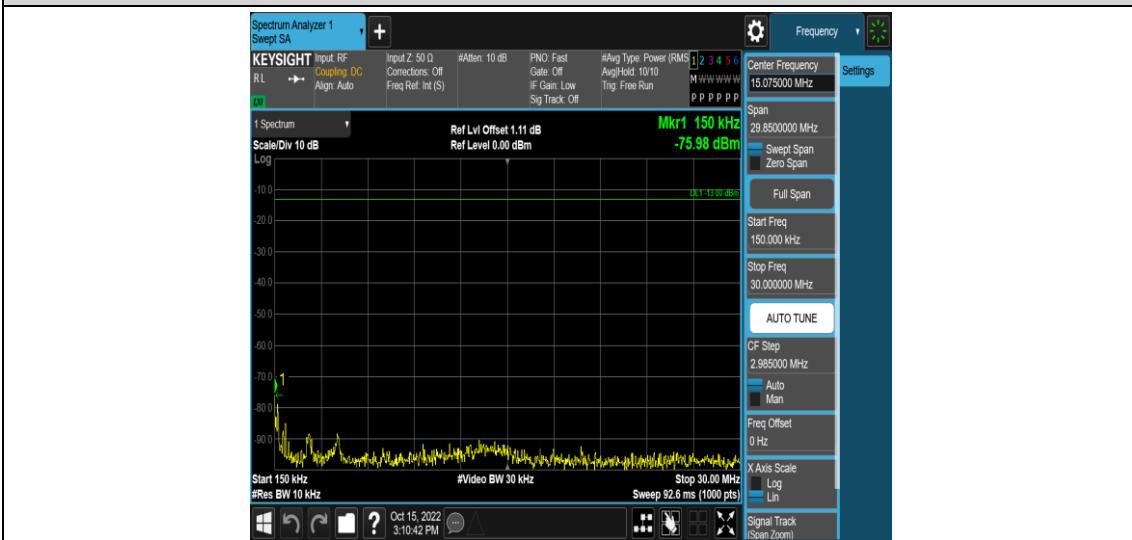 Spectrum Analyzer 1
Swept SA
+
Frequency
KEYSIGHT
RL
LV
Input: RF
Coupling: DC
Align: Auto
Input Z: 50 Ω
Corrections: Off
Freq Ref: Int (S)
#Atten: 10 dB
PNO: Fast
Gate: Off
IF Gain: Low
Sig Track: Off
#Avg Type: Power (RMS
Avg|Hold: 10/10
Trig: Free Run
1 2 3 4 5 6
M W W W W W
P P P P P P
1 Spectrum
Scale/Div 10 dB
Log
Ref Lvl Offset 1.11 dB
Ref Level 0.00 dBm
Mkr1 150 kHz
-75.98 dBm
DL1 -13.00 dBm
-10.0
-20.0
-30.0
-40.0
-50.0
-60.0
-70.0
1
-80.0
-90.0
Start 150 kHz
#Res BW 10 kHz
#Video BW 30 kHz
Stop 30.00 MHz
Sweep 92.6 ms (1000 pts)
Center Frequency
15.075000 MHz
Settings
Span
29.8500000 MHz
Swept Span
Zero Span
Full Span
Start Freq
150.000 kHz
Stop Freq
30.000000 MHz
AUTO TUNE
CF Step
2.985000 MHz
Auto
Man
Freq Offset
0 Hz
X Axis Scale
Log
Lin
Signal Track
(Span Zoom)
?
Oct 15, 2022
3:10:42 PM